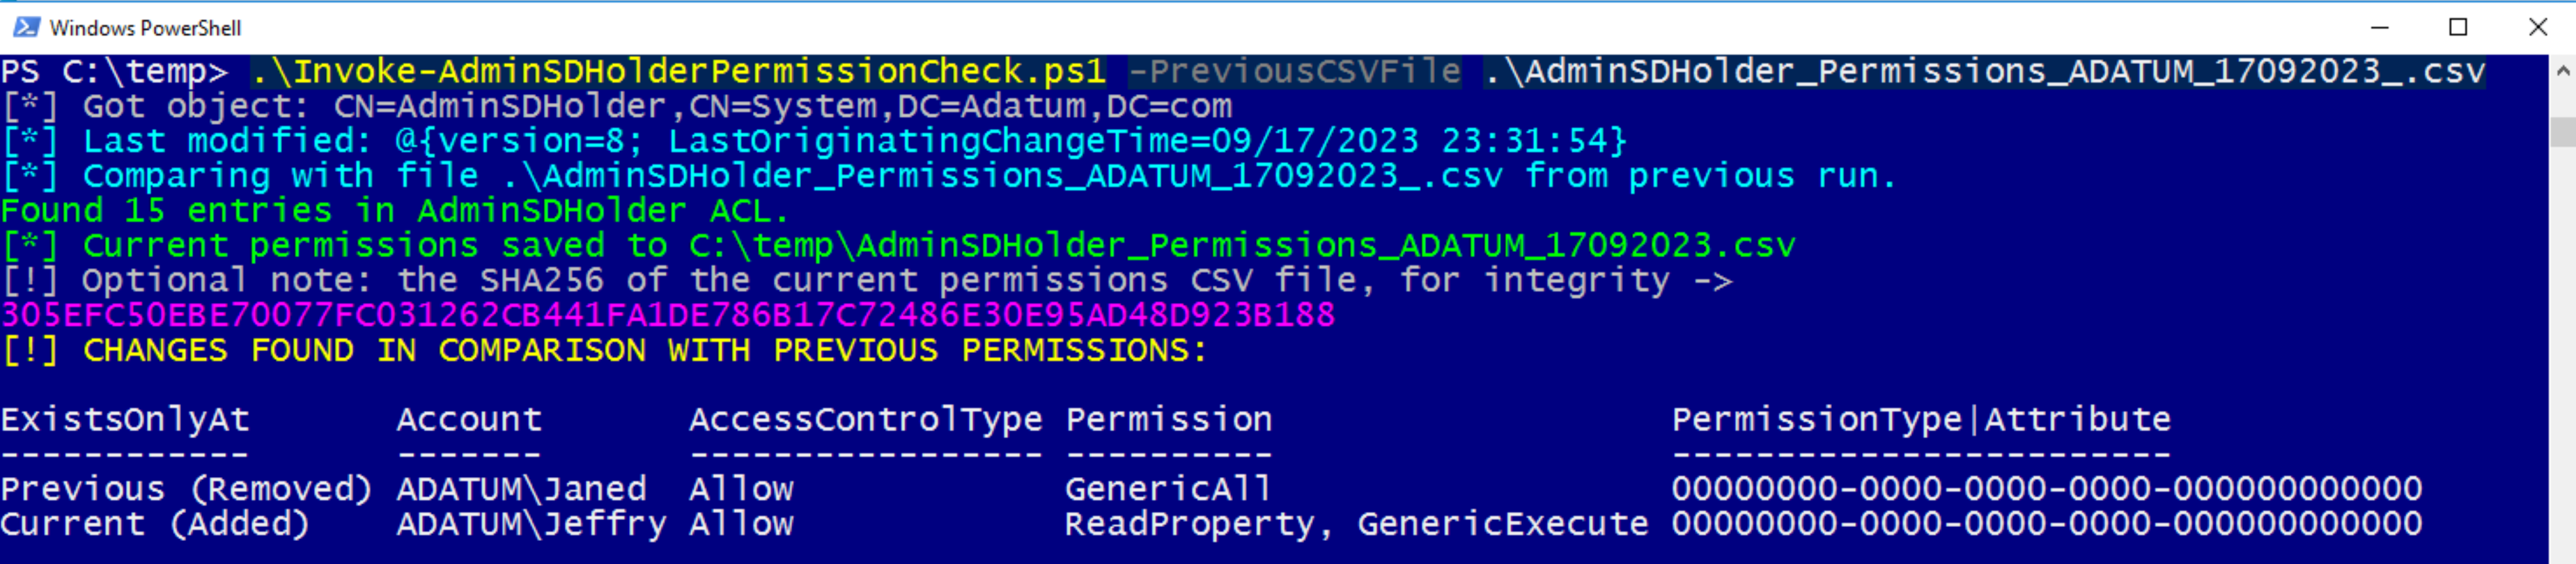 Windows PowerShell
PS C:\temp> .\Invoke-AdminSDHolderPermissionCheck.ps1 -PreviousCSVFile .\AdminSDHolder_Permissions_ADATUM_17092023_.csv
[*] Got object: CN=AdminSDHolder,CN=System,DC=Adatum,DC=com
[*] Last modified: @{version=8; LastOriginatingChangeTime=09/17/2023 23:31:54}
[*] Comparing with file .\AdminSDHolder_Permissions_ADATUM_17092023_.csv from previous run.
Found 15 entries in AdminSDHolder ACL.
[*] Current permissions saved to C:\temp\AdminSDHolder_Permissions_ADATUM_17092023.csv
[!] Optional note: the SHA256 of the current permissions CSV file, for integrity ->
305EFC50EBE70077FC031262CB441FA1DE786B17C72486E30E95AD48D923B188
[!] CHANGES FOUND IN COMPARISON WITH PREVIOUS PERMISSIONS:
ExistsOnlyAt Account AccessControlType Permission PermissionType|Attribute
------------ ------- ----------------- ---------- ------------------------
Previous (Removed) ADATUM\Janed Allow GenericAll 00000000-0000-0000-0000-000000000000
Current (Added) ADATUM\Jeffry Allow ReadProperty, GenericExecute 00000000-0000-0000-0000-000000000000